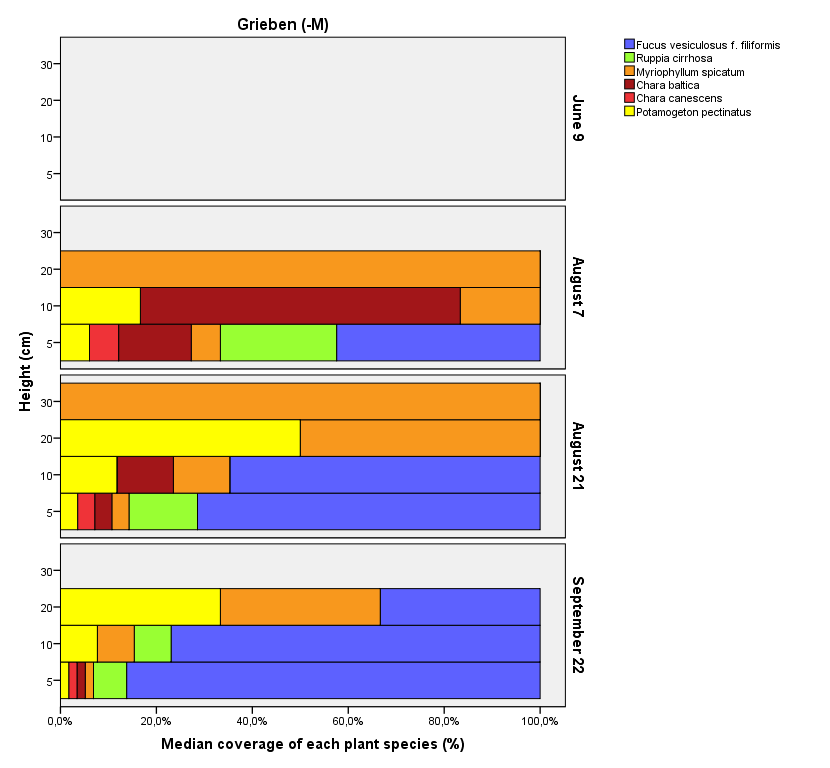 Grieben (-M)
Fucus vesiculosus f. filiformis
Ruppia cirrhosa
Myriophyllum spicatum
Chara baltica
Chara canescens
Potamogeton pectinatus
Height (cm)
30
20
10
5
June 9
30
20
10
5
August 7
30
20
10
5
August 21
30
20
10
5
September 22
0,0% 20,0% 40,0% 60,0% 80,0% 100,0%
Median coverage of each plant species (%)